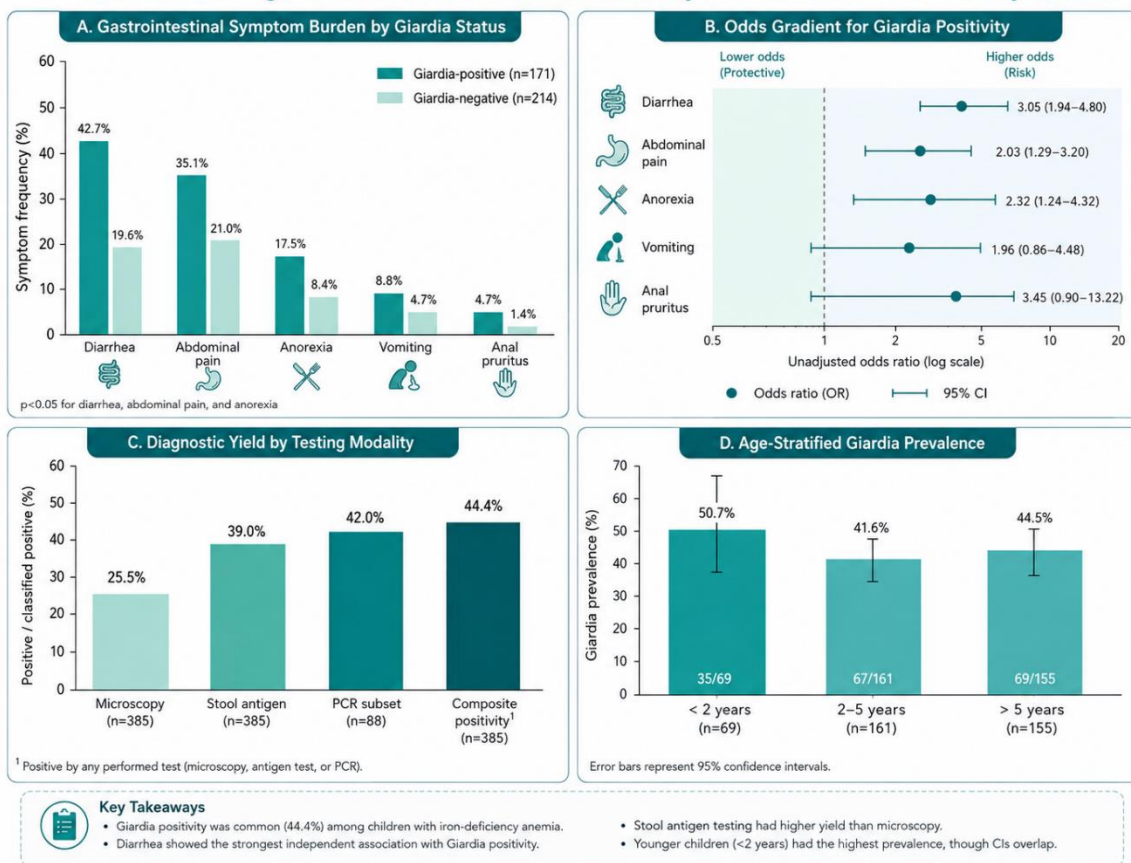 A. Gastrointestinal Symptom Burden by Giardia Status
60
50
40
30
20
10
0
Symptom frequency (%)
Giardia-positive (n=171)
Giardia-negative (n=214)
42.7%
19.6%
35.1%
21.0%
17.5%
8.4%
8.8%
4.7%
4.7%
1.4%
Diarrhea
Abdominal
pain
Anorexia
Vomiting
Anal
pruritus
p<0.05 for diarrhea, abdominal pain, and anorexia
B. Odds Gradient for Giardia Positivity
Lower odds
(Protective)
Higher odds
(Risk)
Diarrhea
3.05 (1.94–4.80)
Abdominal
pain
2.03 (1.29–3.20)
Anorexia
2.32 (1.24–4.32)
Vomiting
1.96 (0.86–4.48)
Anal
pruritus
3.45 (0.90–13.22)
0.5 1 2 5 10 20
Unadjusted odds ratio (log scale)
Odds ratio (OR)
95% CI
C. Diagnostic Yield by Testing Modality
60
50
40
30
20
10
0
Positive / classified positive (%)
25.5%
39.0%
42.0%
44.4%
Microscopy
(n=385)
Stool antigen
(n=385)
PCR subset
(n=88)
Composite
positivity¹
(n=385)
¹ Positive by any performed test (microscopy, antigen test, or PCR).
D. Age-Stratified Giardia Prevalence
70
60
50
40
30
20
10
0
Giardia prevalence (%)
50.7%
41.6%
44.5%
35/69
67/161
69/155
< 2 years
(n=69)
2–5 years
(n=161)
> 5 years
(n=155)
Error bars represent 95% confidence intervals.
Key Takeaways
• Giardia positivity was common (44.4%) among children with iron-deficiency anemia.
• Diarrhea showed the strongest independent association with Giardia positivity.
• Stool antigen testing had higher yield than microscopy.
• Younger children (<2 years) had the highest prevalence, though CIs overlap.